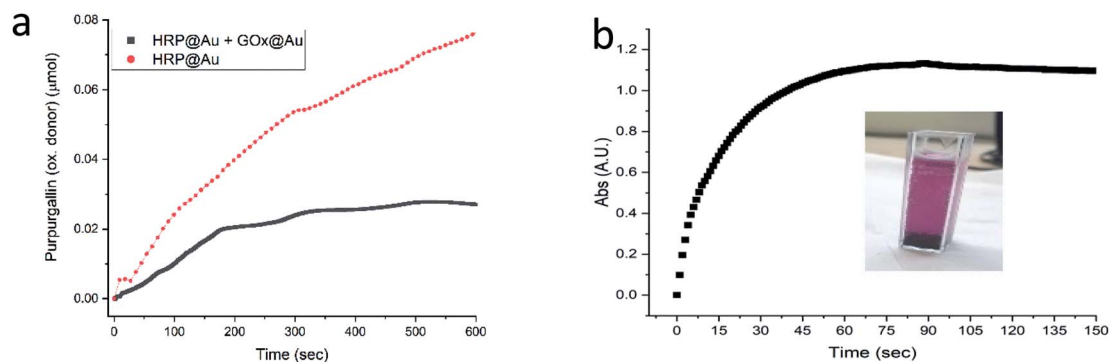 a
HRP@Au + GOx@Au
HRP@Au
Purpurgallin (ox. donor) (μmol)
0.08
0.06
0.04
0.02
0.00
0 100 200 300 400 500 600
Time (sec)
b
Abs (A.U.)
1.2
1.0
0.8
0.6
0.4
0.2
0.0
0 15 30 45 60 75 90 105 120 135 150
Time (sec)